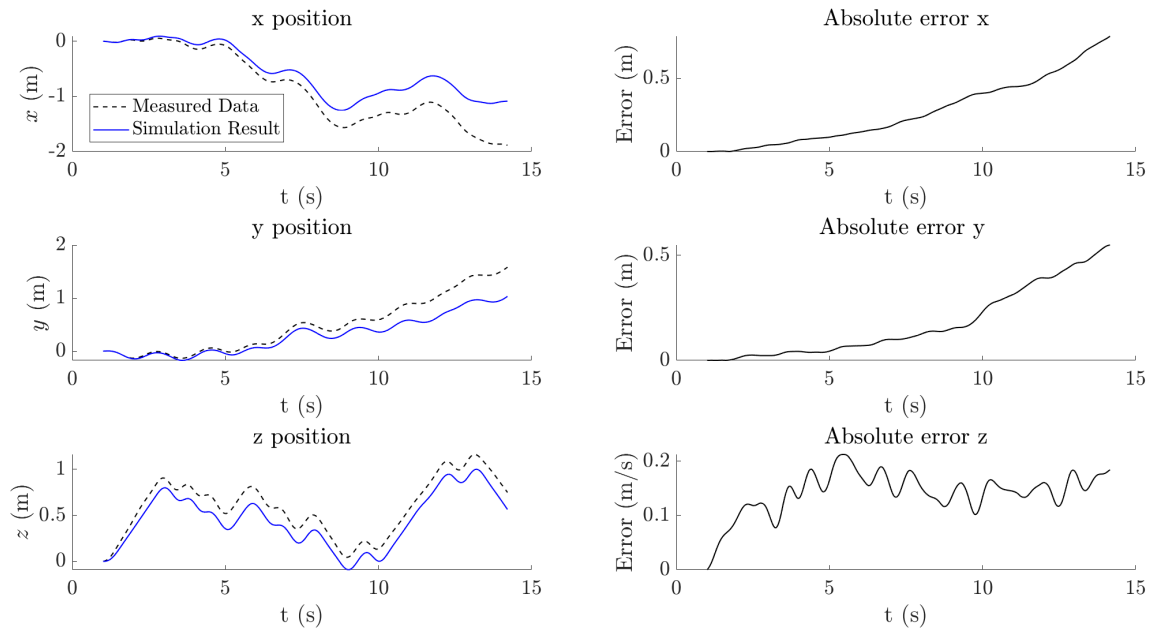 x position
Absolute error x
x (m)
0
-1
-2
Measured Data
Simulation Result
0
5
10
15
t (s)
Error (m)
0.5
0
0
5
10
15
t (s)
y position
Absolute error y
y (m)
2
1
0
0
5
10
15
t (s)
Error (m)
0.5
0
0
5
10
15
t (s)
z position
Absolute error z
z (m)
1
0.5
0
0
5
10
15
t (s)
Error (m/s)
0.2
0.1
0
0
5
10
15
t (s)